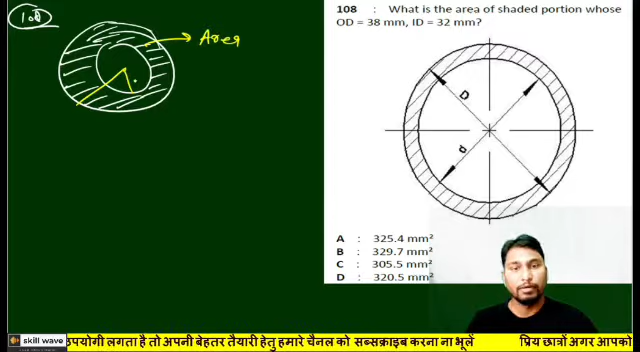 108
Area
108 : What is the area of shaded portion whose
OD = 38 mm, ID = 32 mm?
D
d
A : 325.4 mm²
B : 329.7 mm²
C : 305.5 mm²
D : 320.5 mm²
skill wave
उपयोगी लगता है तो अपनी बेहतर तैयारी हेतु हमारे चैनल को सब्सक्राइब करना ना भूलें प्रिय छात्रों अगर आपको